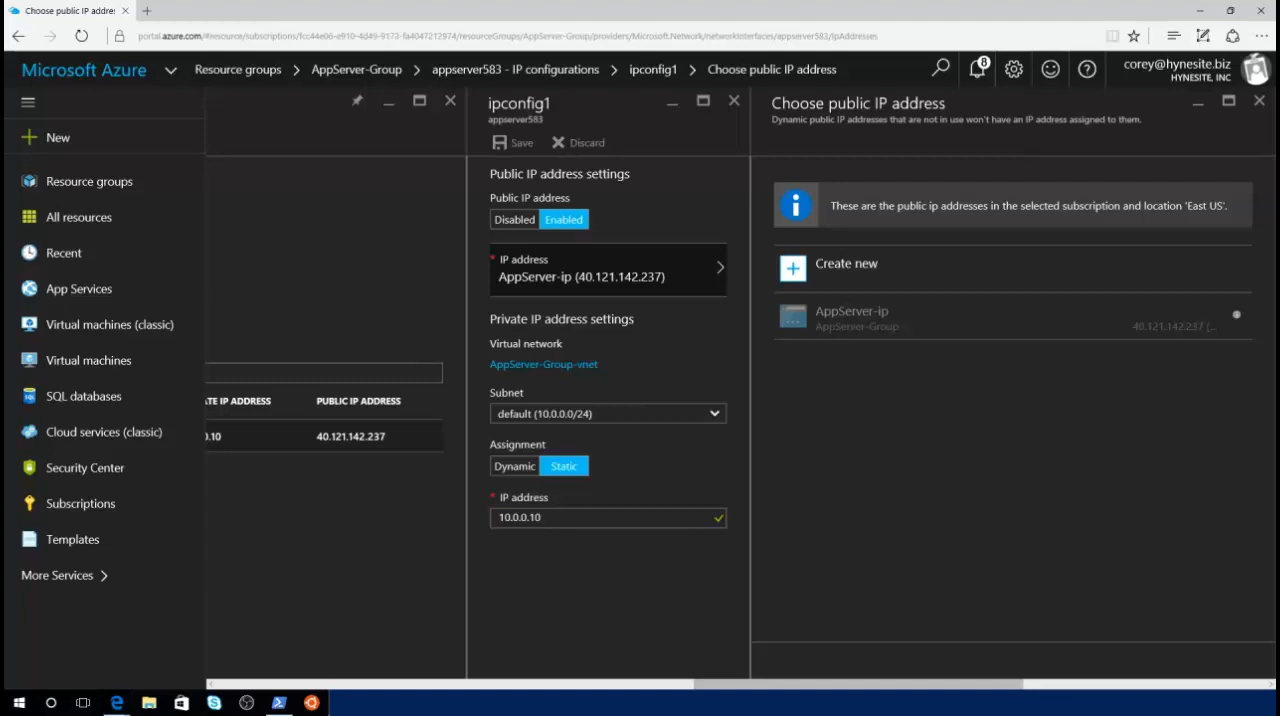 Choose public IP addre:
portal.azure.com/#resource/subscriptions/fcc44e06-e910-4d49-9173-fa4047212974/resourceGroups/AppServer-Group/providers/Microsoft.Network/networkInterfaces/appserver583/IpAddresses
Microsoft Azure
Resource groups > AppServer-Group > appserver583 - IP configurations > ipconfig1 > Choose public IP address
8
corey@hynesite.biz
HYNESITE, INC
New
Resource groups
All resources
Recent
App Services
Virtual machines (classic)
Virtual machines
SQL databases
Cloud services (classic)
Security Center
Subscriptions
Templates
More Services >
TE IP ADDRESS PUBLIC IP ADDRESS
0.10 40.121.142.237
ipconfig1
appserver583
Save Discard
Public IP address settings
Public IP address
Disabled Enabled
* IP address
AppServer-ip (40.121.142.237)
Private IP address settings
Virtual network
AppServer-Group-vnet
Subnet
default (10.0.0.0/24)
Assignment
Dynamic Static
* IP address
10.0.0.10
Choose public IP address
Dynamic public IP addresses that are not in use won't have an IP address assigned to them.
These are the public ip addresses in the selected subscription and location 'East US'.
Create new
AppServer-ip
AppServer-Group 40.121.142.237 (...